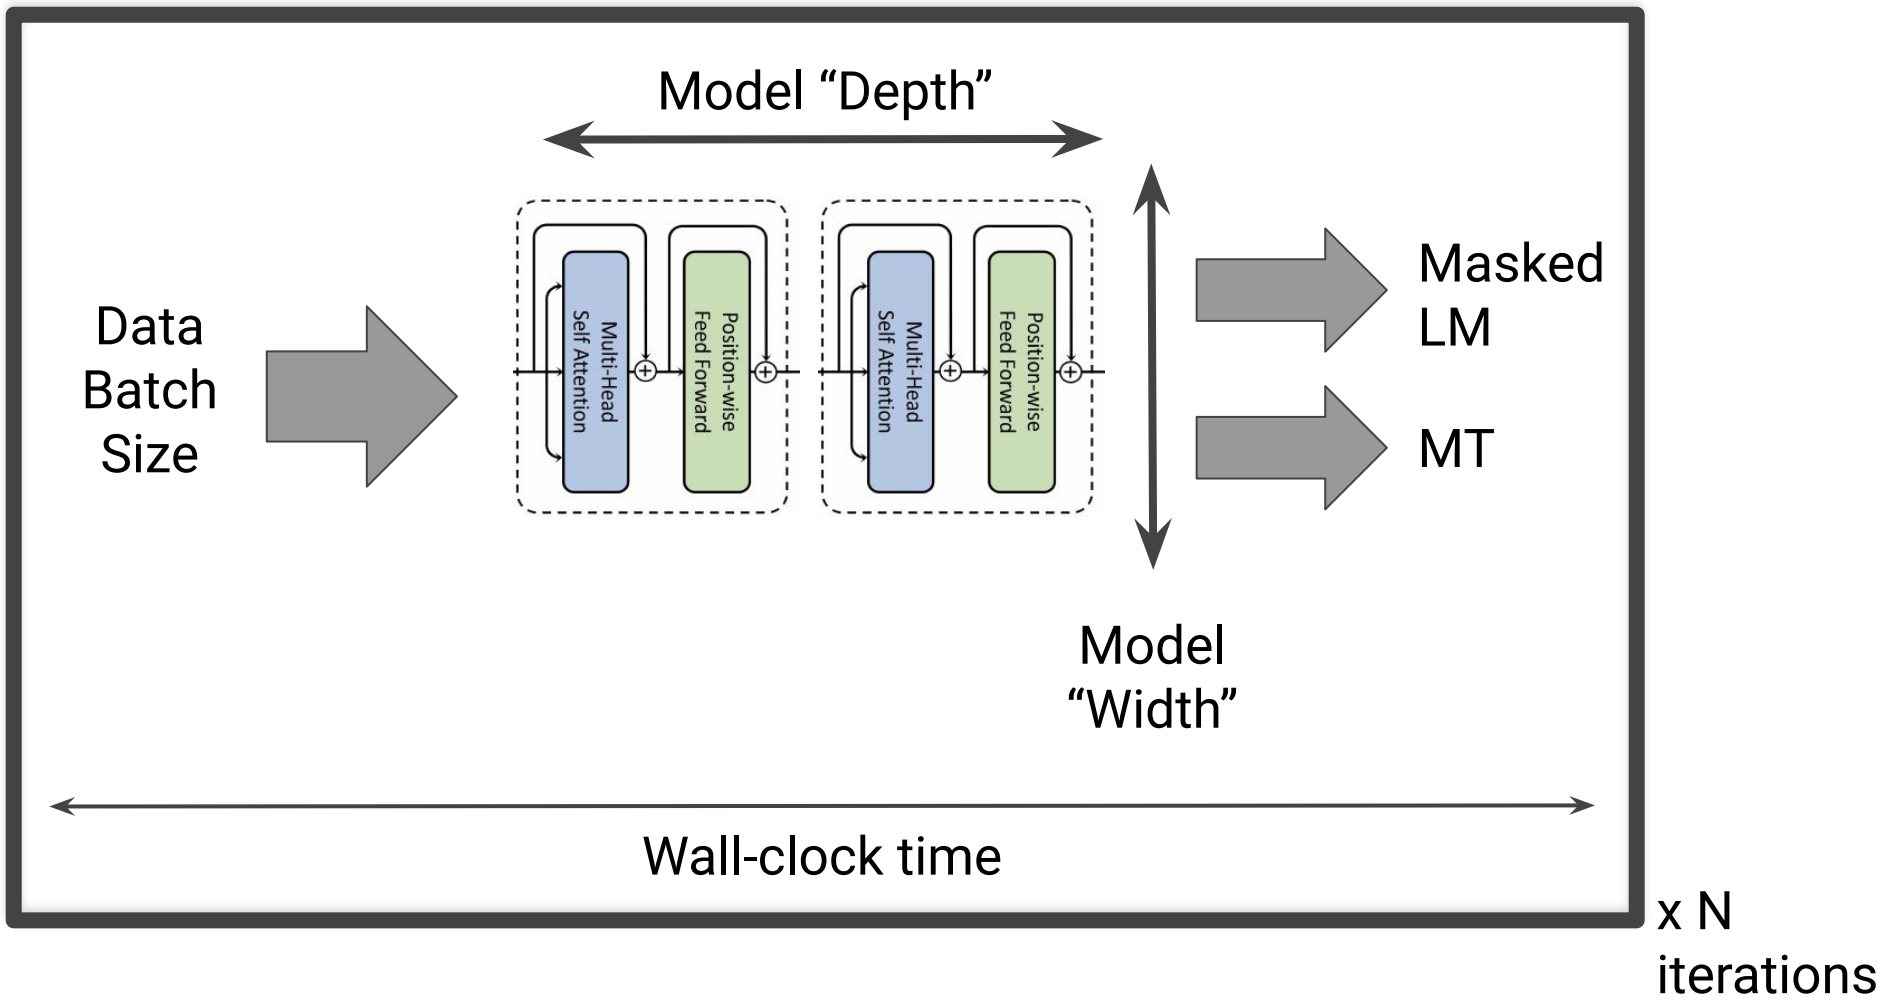 Model “Depth”
Data
Batch
Size
Multi-Head
Self Attention
Position-wise
Feed Forward
Multi-Head
Self Attention
Position-wise
Feed Forward
Masked
LM
MT
Model
“Width”
Wall-clock time
x N
iterations